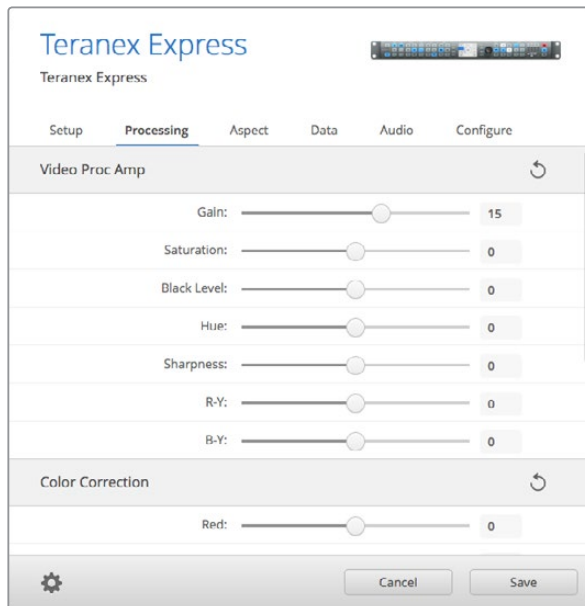 Teranex Express
Teranex Express
Setup Processing Aspect Data Audio Configure
Video Proc Amp
Gain: 15
Saturation: 0
Black Level: 0
Hue: 0
Sharpness: 0
R-Y: 0
B-Y: 0
Color Correction
Red: 0
Cancel Save